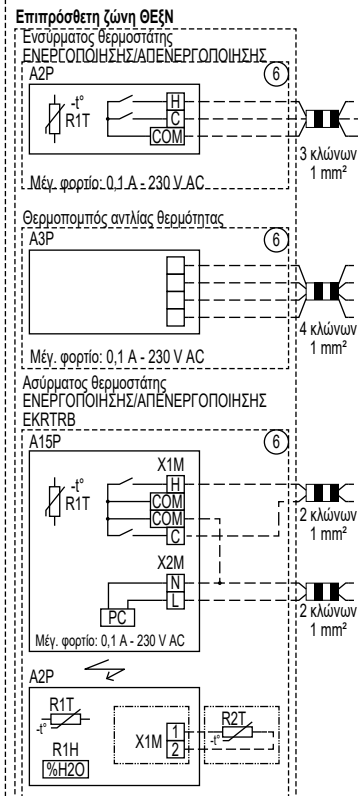 Επιπρόσθετη ζώνη ΘΕξΝ
Ενσύρματος θερμοστάτης
ΕΝΕΡΓΟΠΟΙΗΣΗΣ/ΑΠΕΝΕΡΓΟΠΟΙΗΣΗΣ
A2P
6
-t°
R1T
H
C
COM
3 κλώνων
1 mm²
Μέγ. φορτίο: 0,1 A - 230 V AC
Θερμοπομπός αντλίας θερμότητας
A3P
6
4 κλώνων
1 mm²
Μέγ. φορτίο: 0,1 A - 230 V AC
Ασύρματος θερμοστάτης
ΕΝΕΡΓΟΠΟΙΗΣΗΣ/ΑΠΕΝΕΡΓΟΠΟΙΗΣΗΣ
EKRTRB
A15P
6
X1M
-t°
R1T
H
COM
COM
C
2 κλώνων
1 mm²
X2M
N
L
PC
2 κλώνων
1 mm²
Μέγ. φορτίο: 0,1 A - 230 V AC
A2P
R1T
-t°
R1H
%H2O
X1M
1
2
R2T
-t°